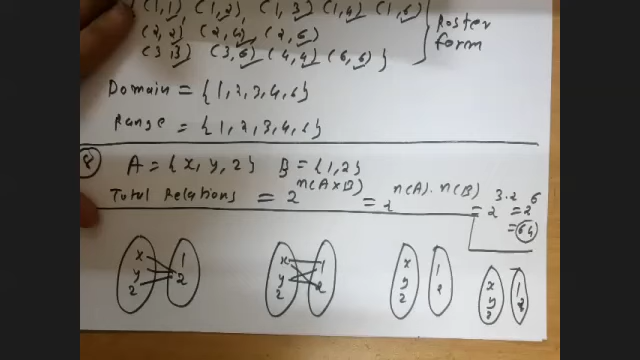 (1,1) (1,2), (1,3) (1,4) (1,6)
(2,2) (2,4), (2,6)
(3,3) (3,6) (4,4) (6,6) }
Roster
form
Domain = {1,2,3,4,6}
Range = {1,2,3,4,6}
8 A = {x, y, z} B = {1,2}
Total Relations = 2^n(A×B) = 2^n(A).n(B) = 2^3.2 = 2^6
= 64
x 1 x 1 x 1 x 1
y 2 y 2 y 2 y 2
z z z z